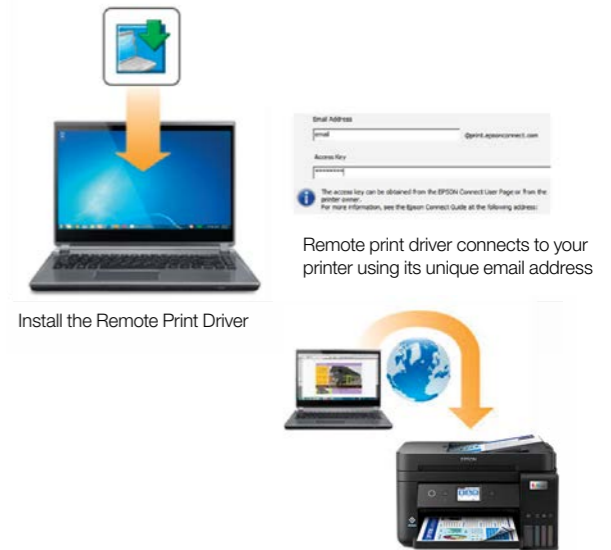 Email Address
email
@print.epsonconnect.com
Access Key
********
The access key can be obtained from the EPSON Connect User Page or from the
printer owner.
For more information, see the Epson Connect Guide at the following address:
Remote print driver connects to your
printer using its unique email address
Install the Remote Print Driver
EPSON